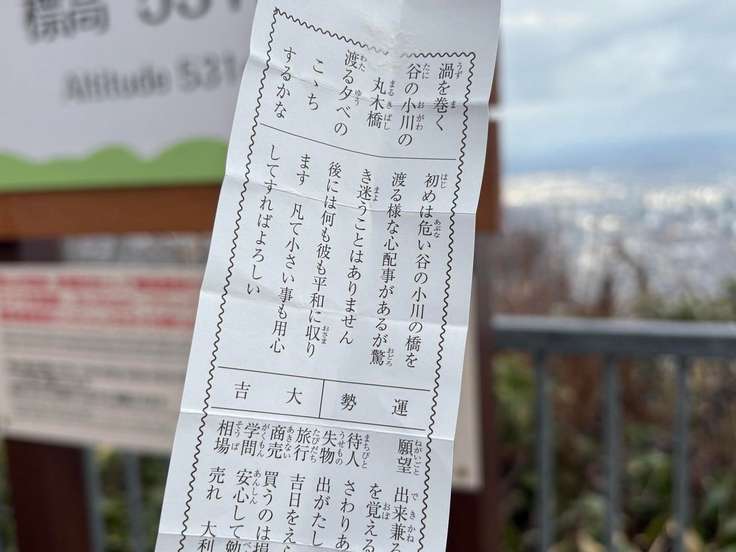 標高 531
Altitude 531
渦を巻く
谷の小川の
丸木橋
渡る夕べの
こゝち
するかな
初めは危い谷の小川の橋を
渡る様な心配事があるが驚
き迷うことはありません
後には何も彼も平和に収り
ます 凡て小さい事も用心
してすればよろしい
運勢 大吉
願望 出来兼
を覚える
待人 さわりあ
失物 出がたし
旅行 吉日をえ
商売 買うのは
学問 安心して勉
相場 売れ 大利